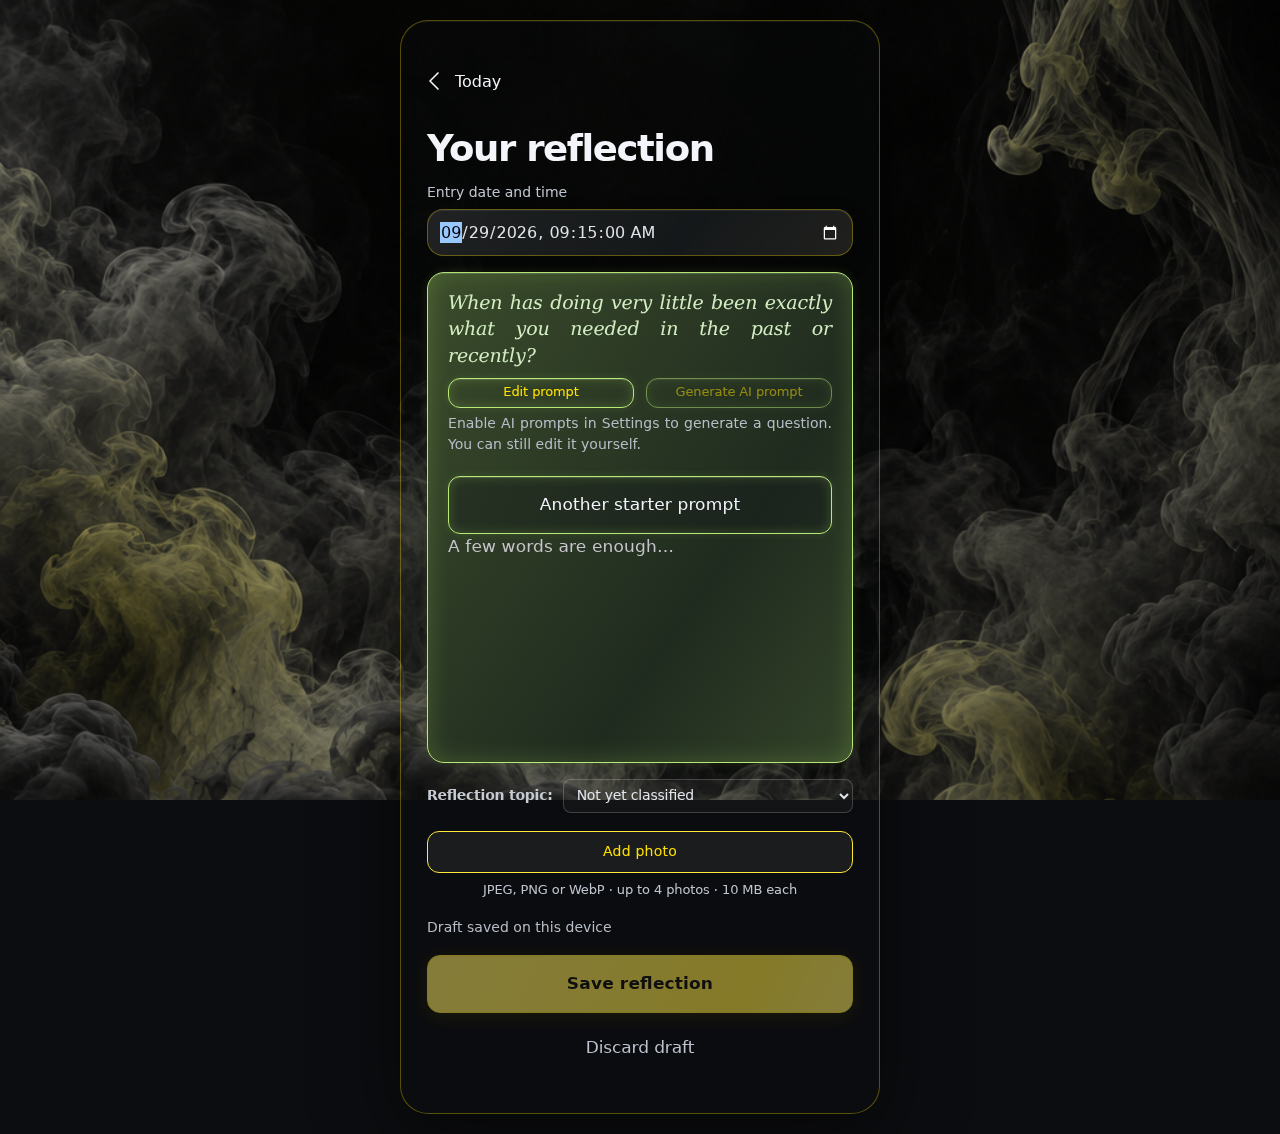 Today
Your reflection
Entry date and time
09/29/2026, 09:15:00 AM
When has doing very little been exactly
what you needed in the past or
recently?
Edit prompt
Generate AI prompt
Enable AI prompts in Settings to generate a question.
You can still edit it yourself.
Another starter prompt
A few words are enough...
Reflection topic:
Not yet classified
Add photo
JPEG, PNG or WebP · up to 4 photos · 10 MB each
Draft saved on this device
Save reflection
Discard draft